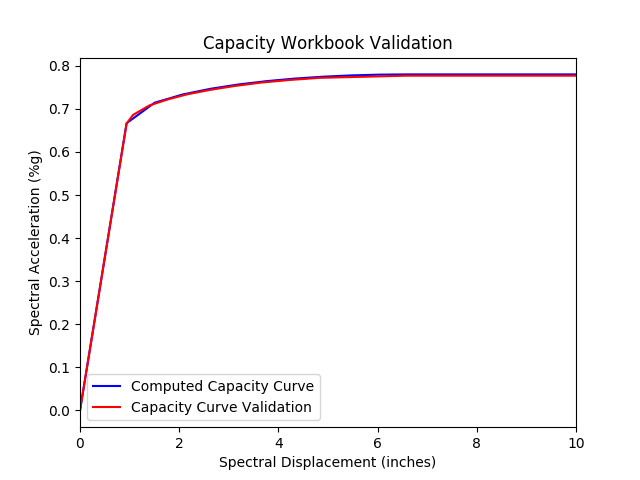 Capacity Workbook Validation
Spectral Acceleration (%g)
0.8
0.7
0.6
0.5
0.4
0.3
0.2
0.1
0.0
Computed Capacity Curve
Capacity Curve Validation
0 2 4 6 8 10
Spectral Displacement (inches)